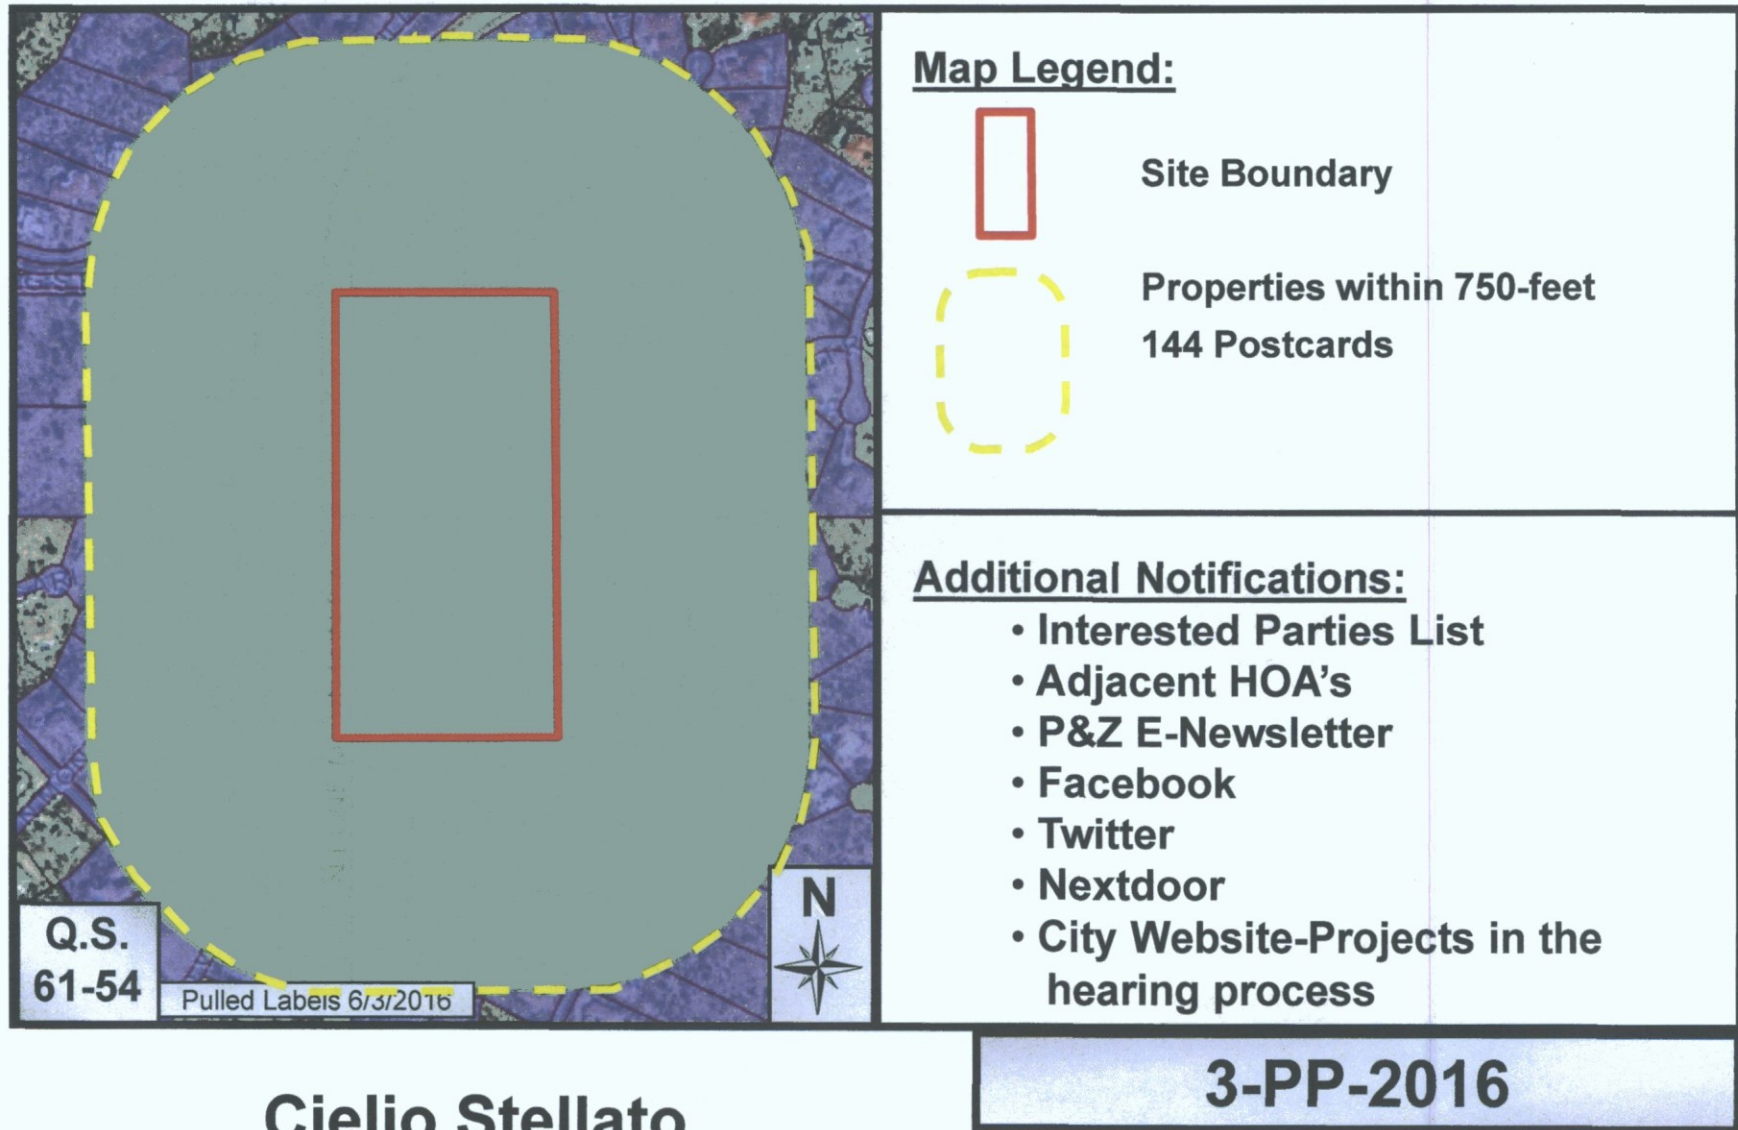 Map Legend:
Site Boundary
Properties within 750-feet
144 Postcards
Additional Notifications:
• Interested Parties List
• Adjacent HOA's
• P&Z E-Newsletter
• Facebook
• Twitter
• Nextdoor
• City Website-Projects in the
hearing process
Q.S.
61-54
Pulled Labels 6/3/2016
N
3-PP-2016
Cielio Stellato